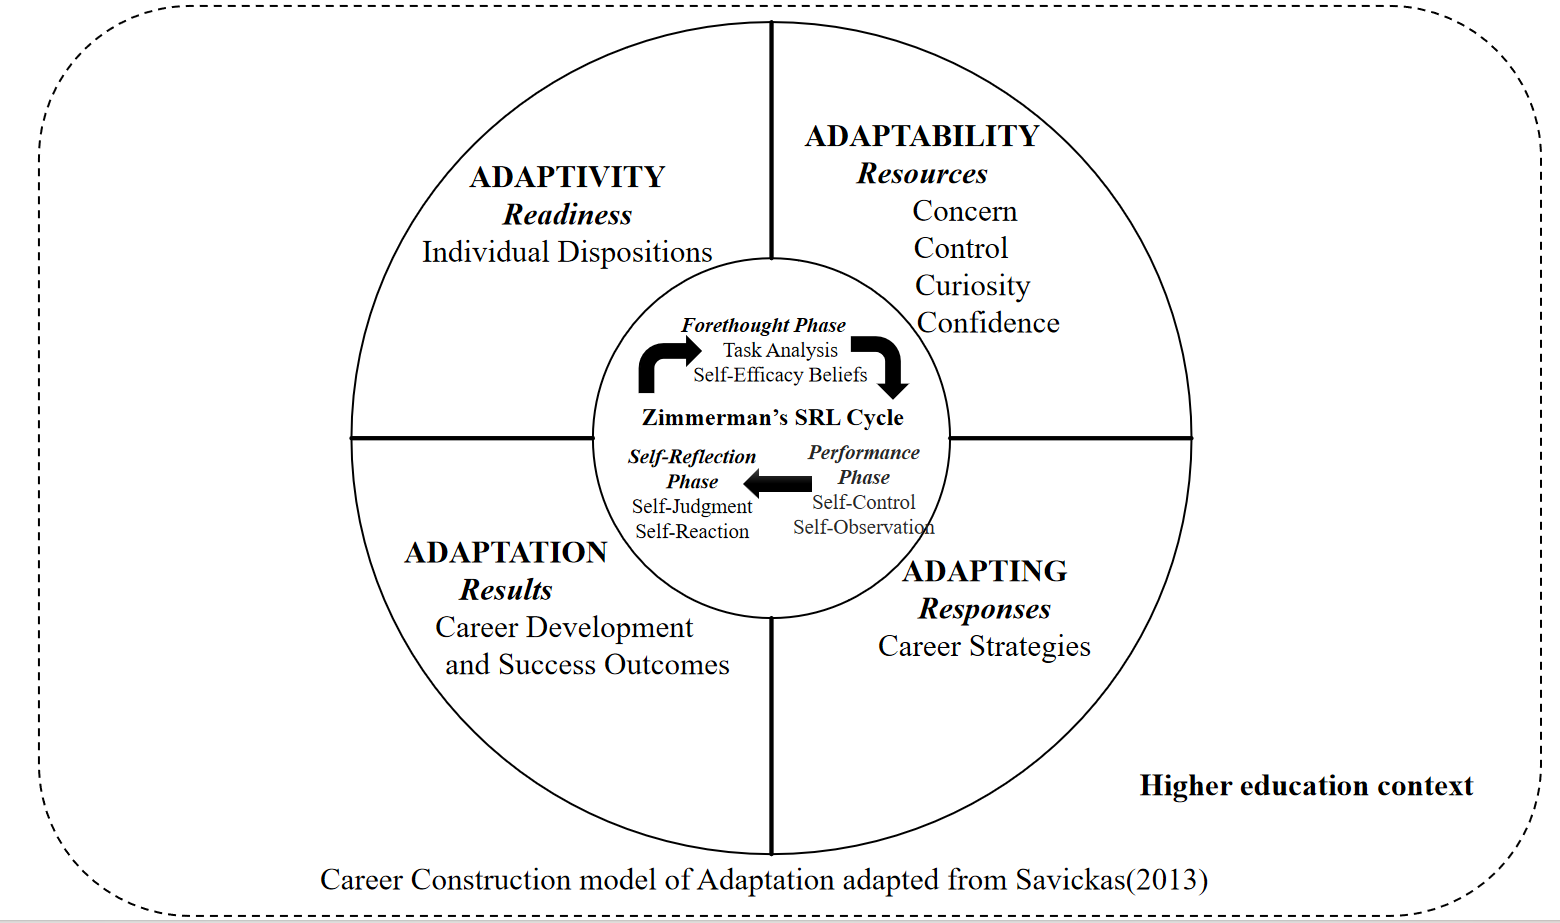 ADAPTIVITY
Readiness
Individual Dispositions
ADAPTABILITY
Resources
Concern
Control
Curiosity
Confidence
Forethought Phase
Task Analysis
Self-Efficacy Beliefs
Zimmerman’s SRL Cycle
Self-Reflection
Phase
Self-Judgment
Self-Reaction
Performance
Phase
Self-Control
Self-Observation
ADAPTATION
Results
Career Development
and Success Outcomes
ADAPTING
Responses
Career Strategies
Higher education context
Career Construction model of Adaptation adapted from Savickas(2013)